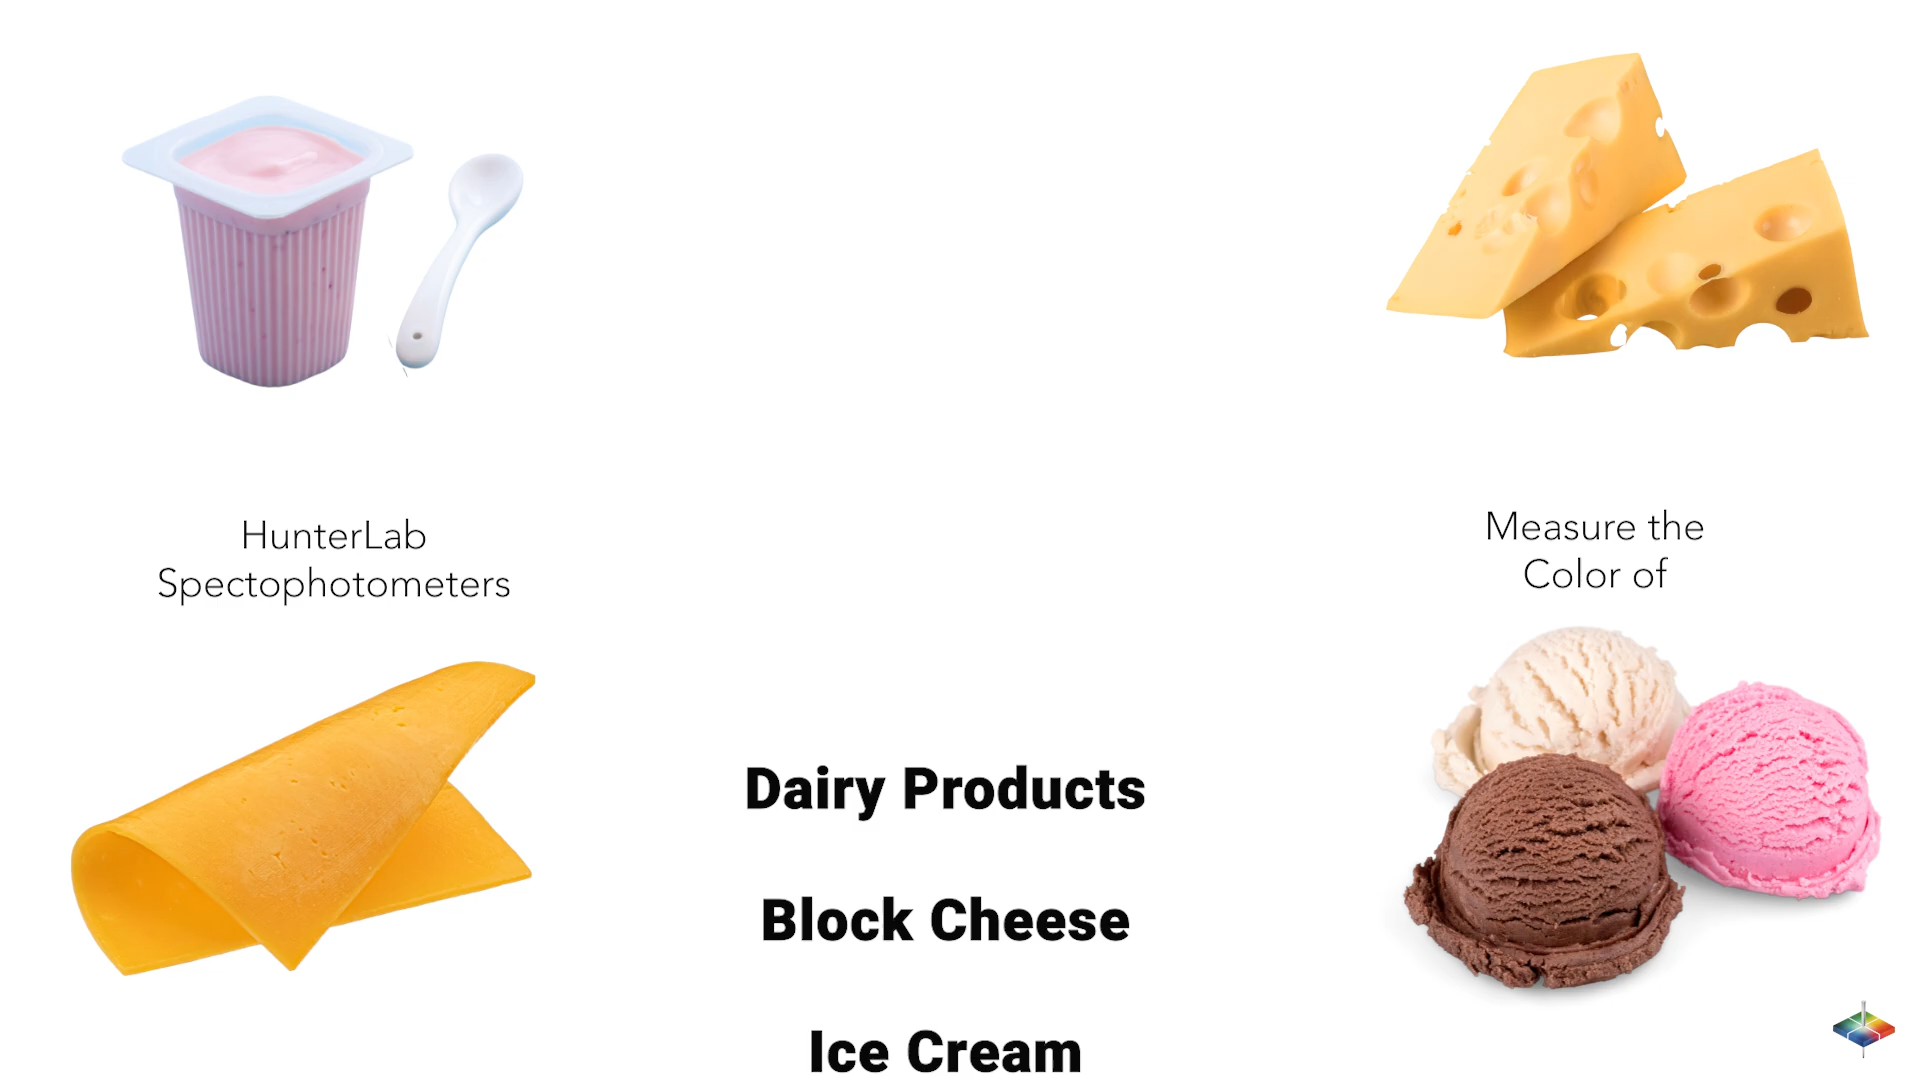 HunterLab
Spectophotometers
Measure the
Color of
Dairy Products
Block Cheese
Ice Cream